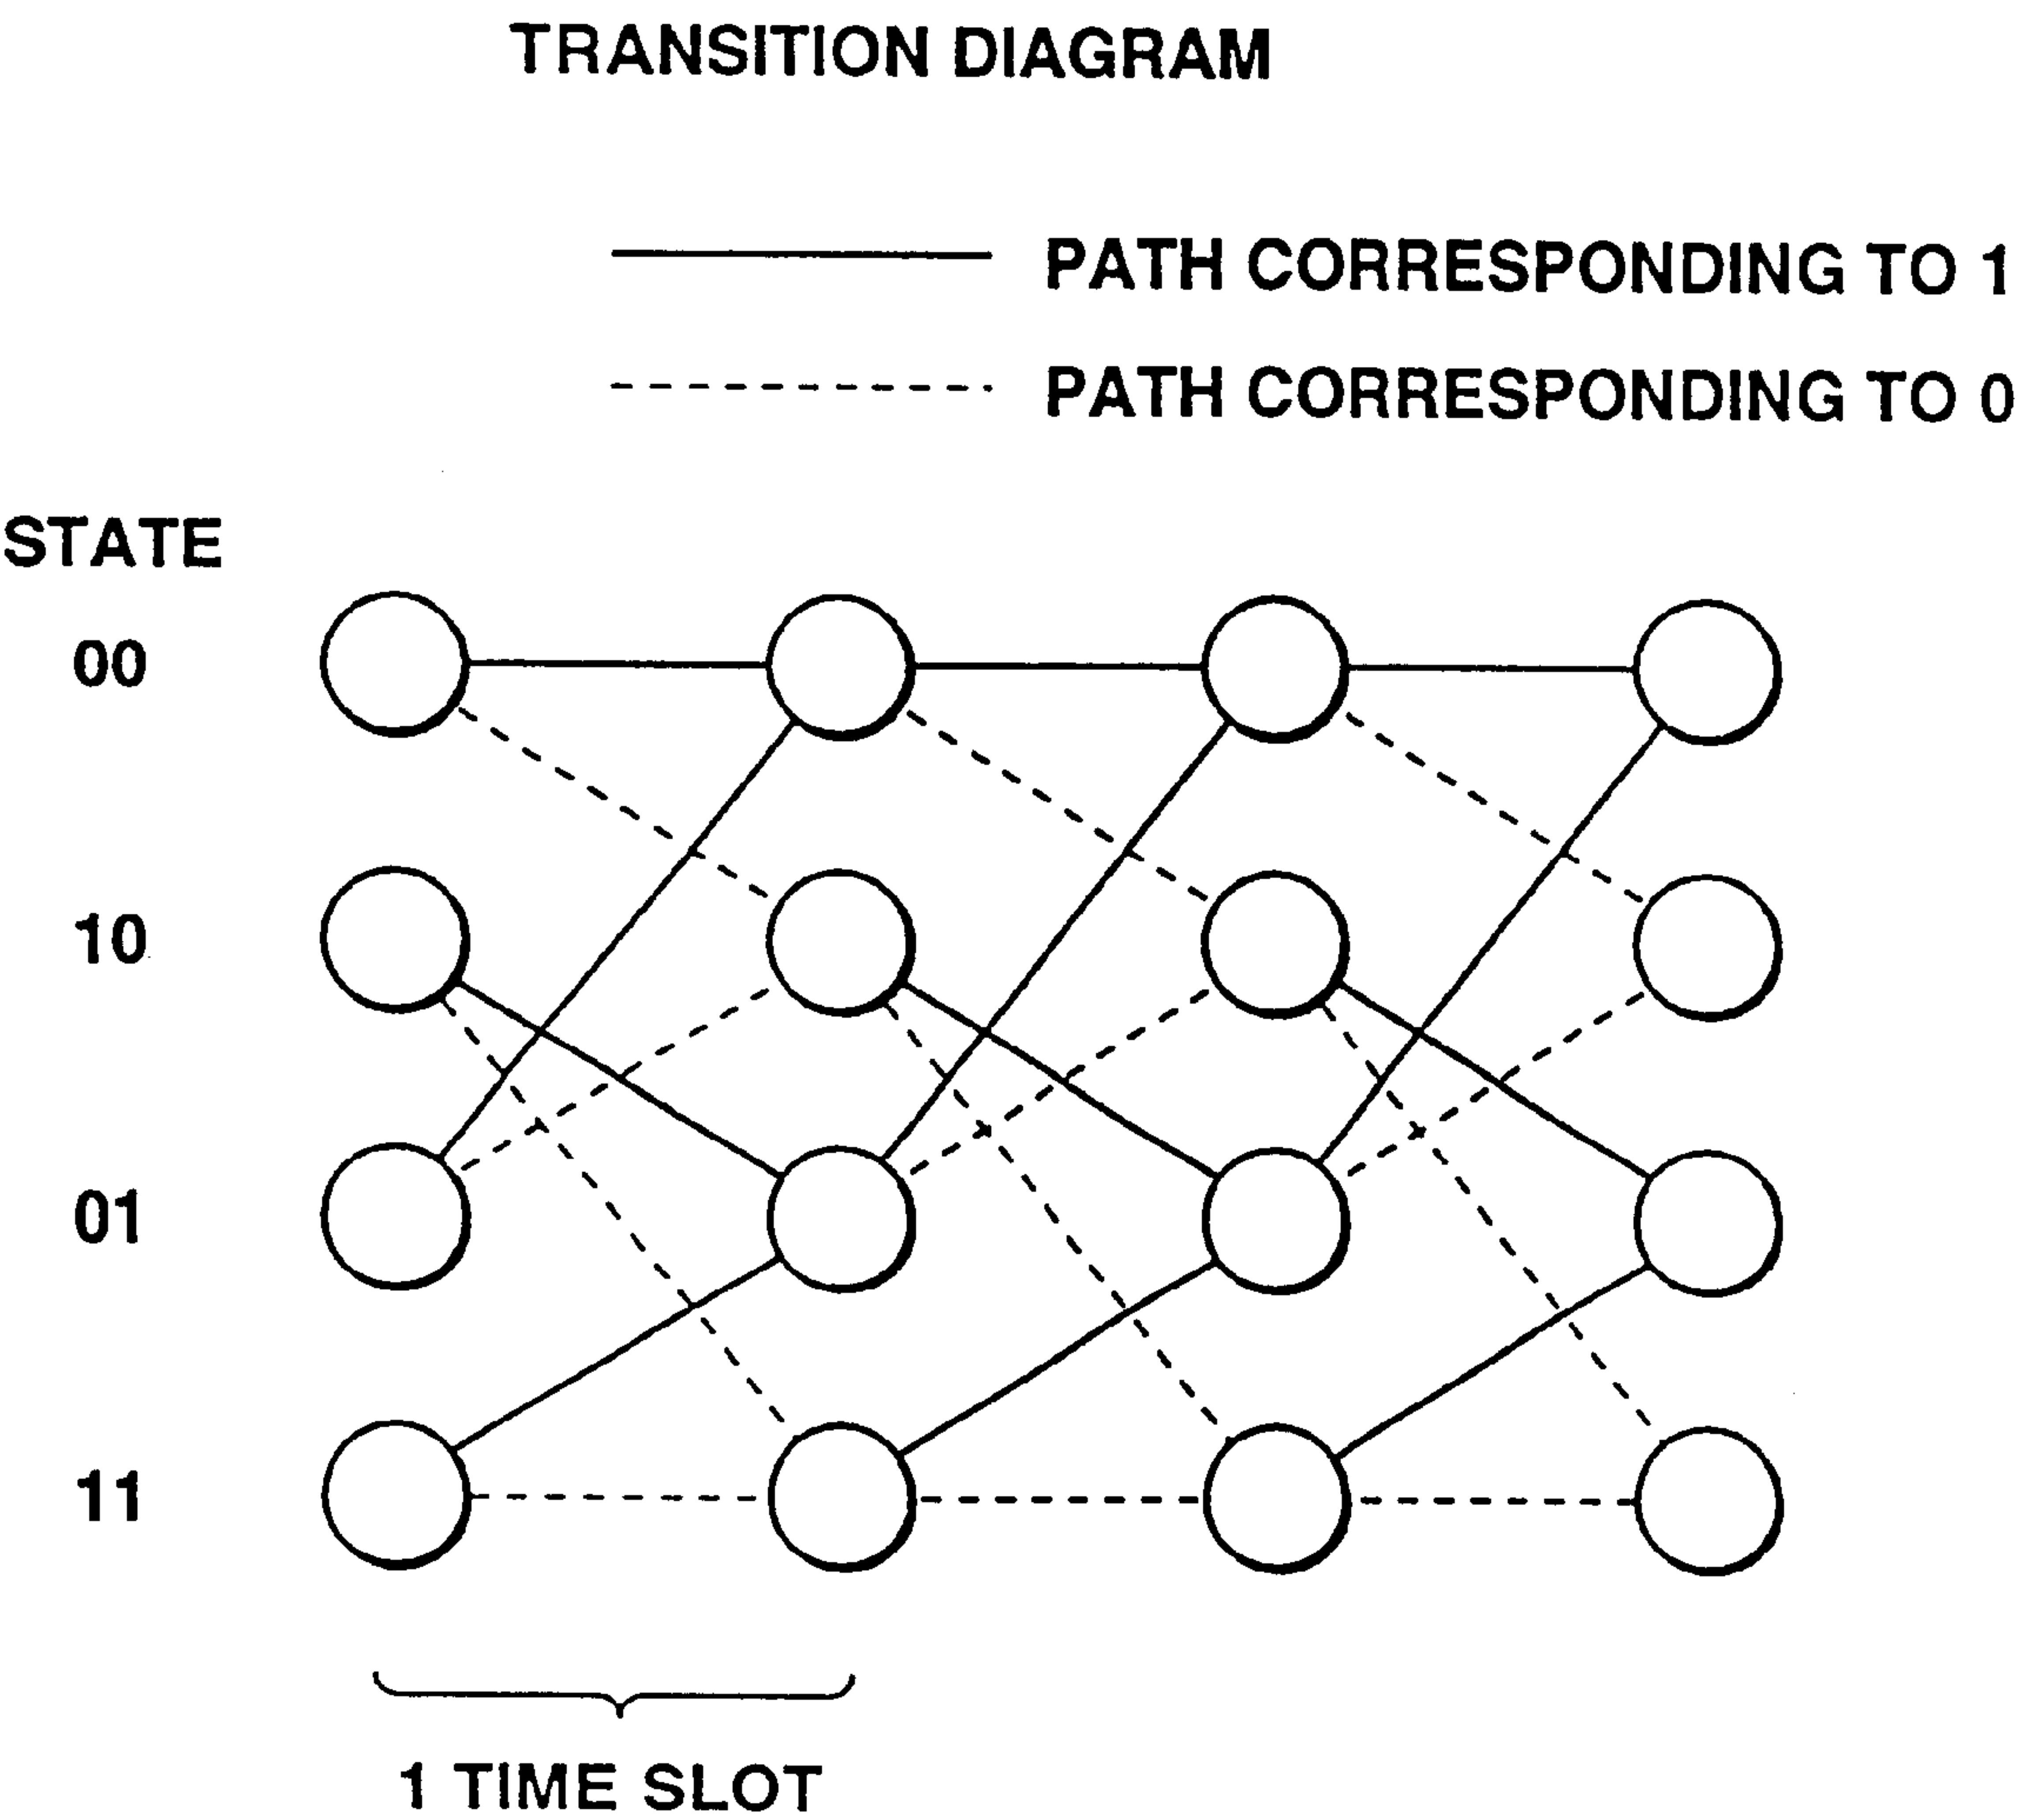 TRANSITION DIAGRAM
PATH CORRESPONDING TO 1
PATH CORRESPONDING TO 0
STATE
00
10
01
11
1 TIME SLOT